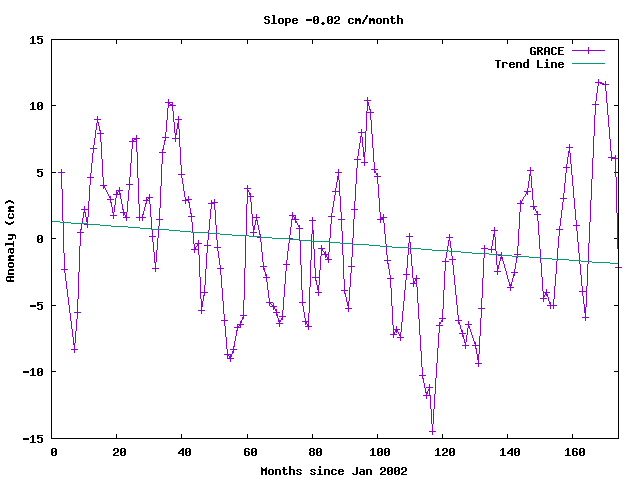 Slope -0.02 cm/month
15
10
5
0
-5
-10
-15
Anomaly (cm)
GRACE
Trend Line
0 20 40 60 80 100 120 140 160
Months since Jan 2002